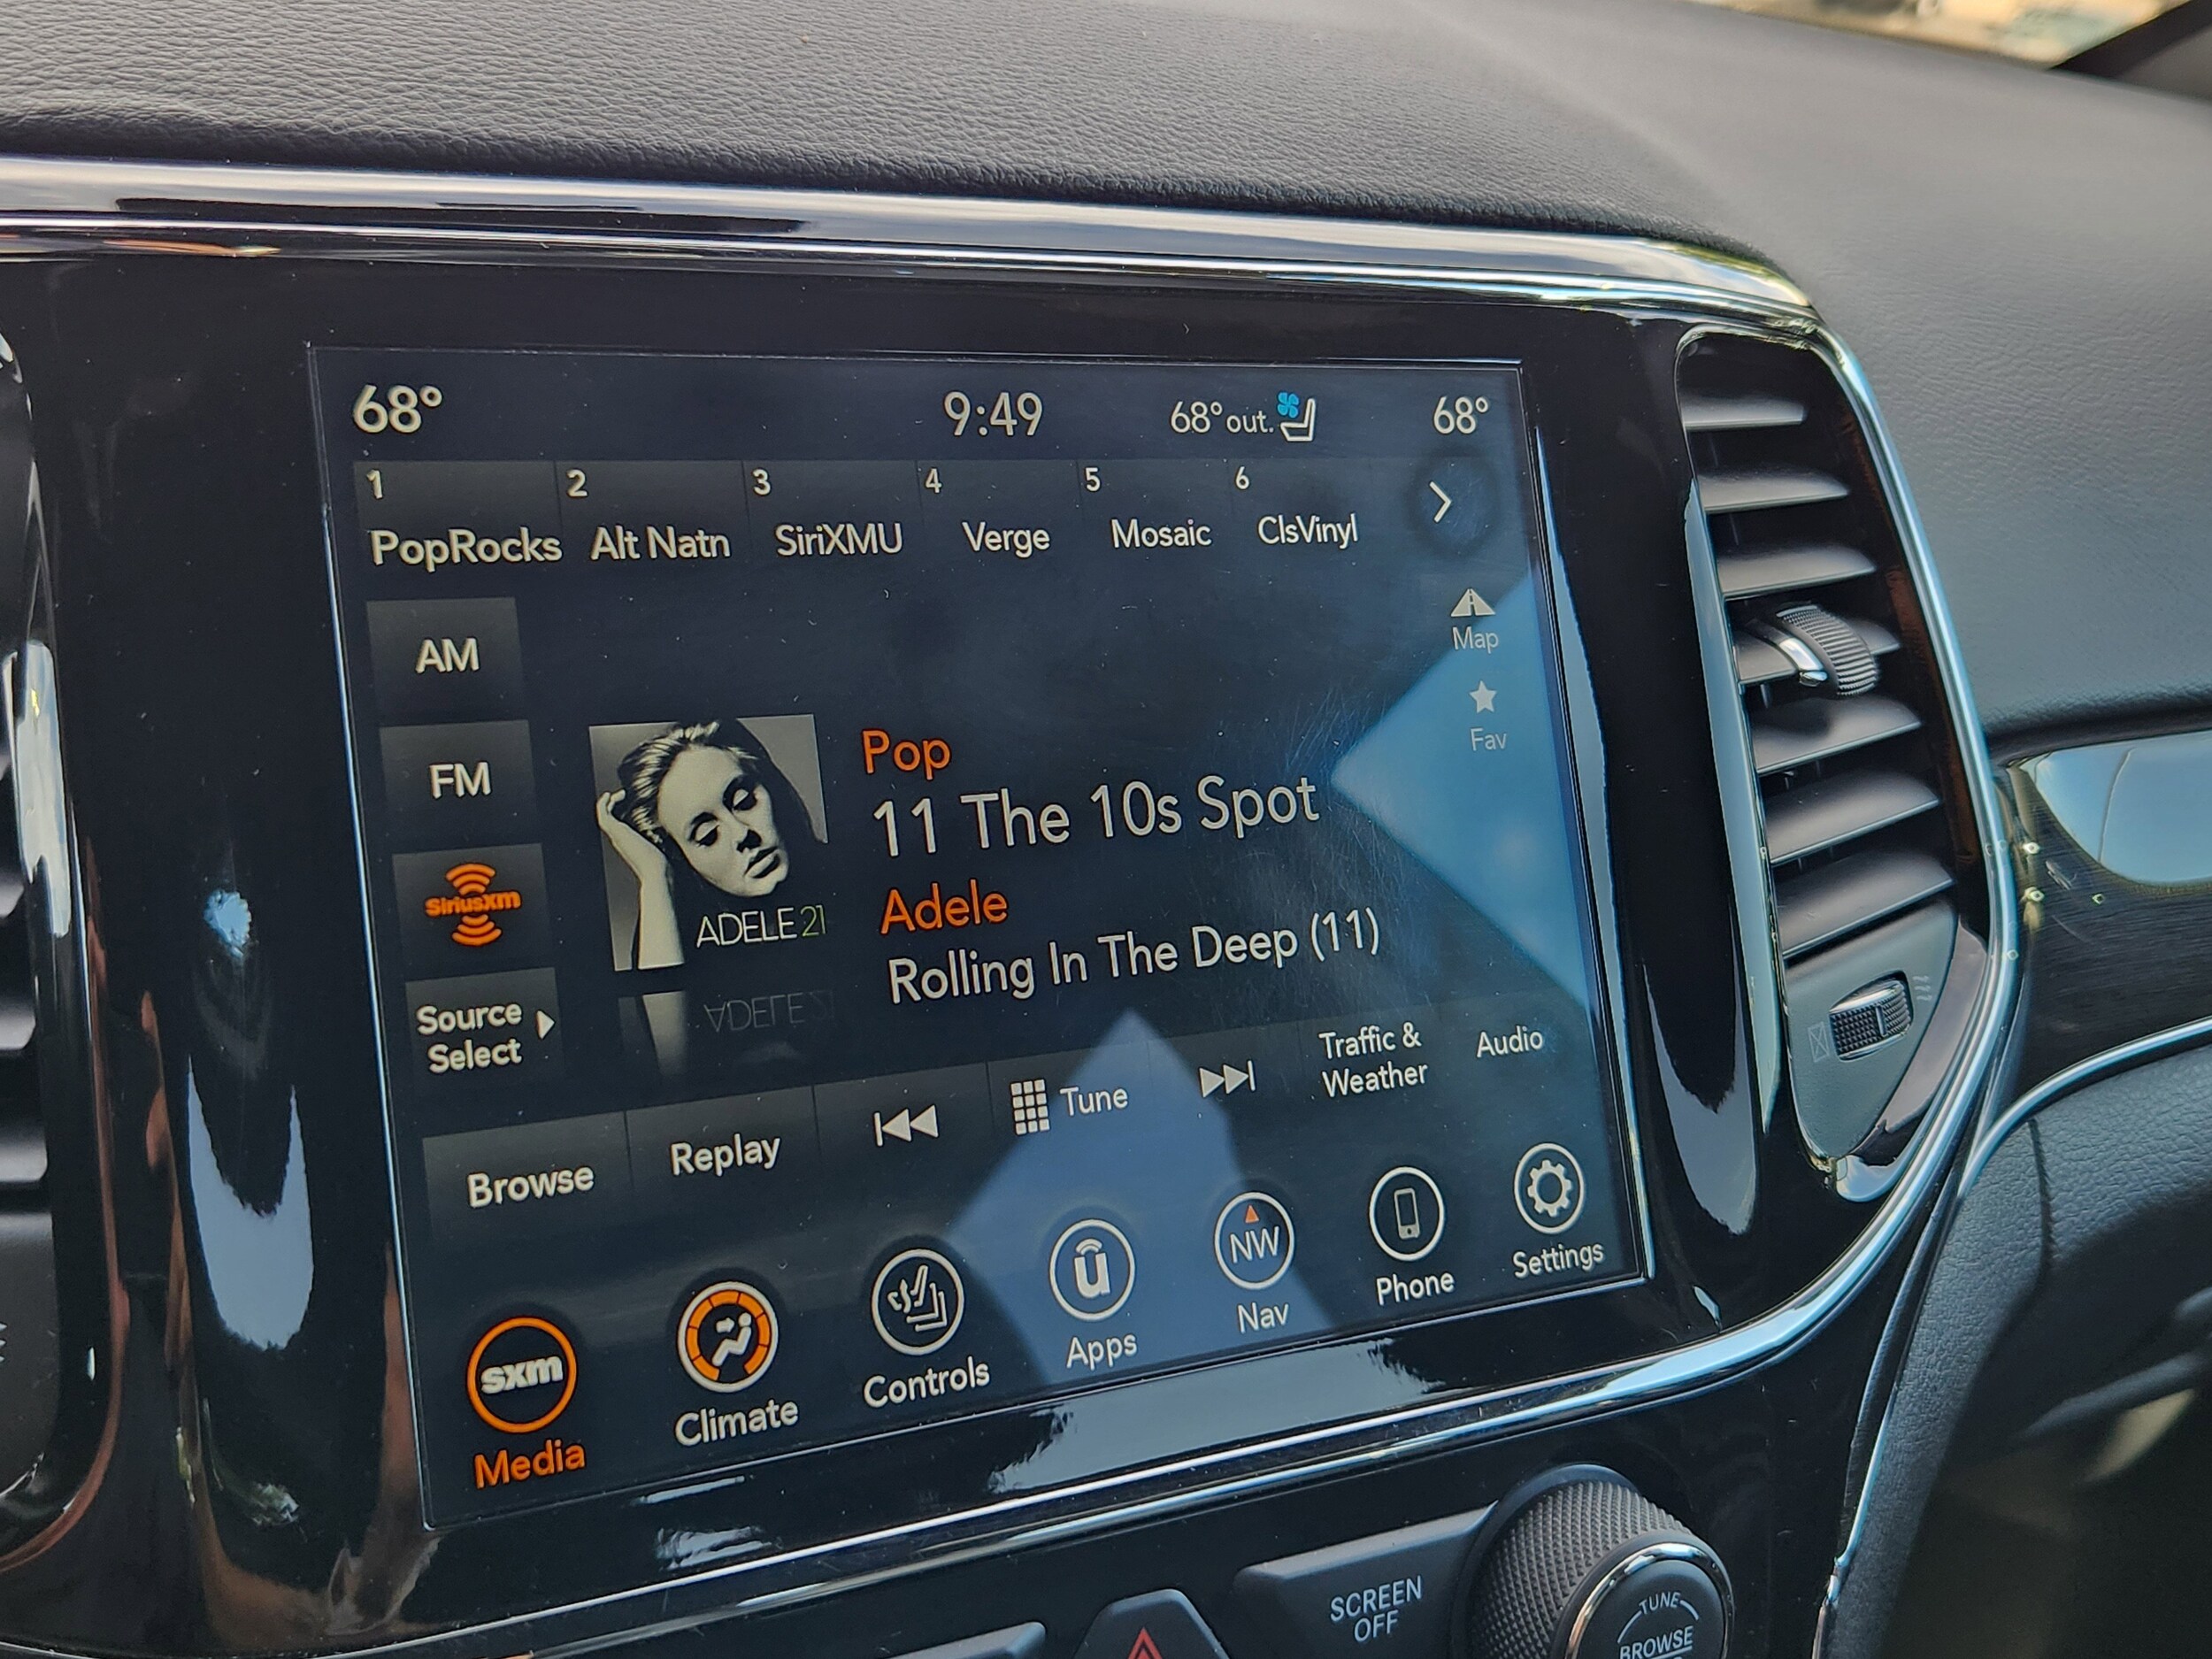 68° 9:49 68° out. 68°
1 2 3 4 5 6
PopRocks Alt Natn SiriXMU Verge Mosaic ClsVinyl
Map
Fav
AM
FM
SiriusXm
Source
Select
ADELE 21
Pop
11 The 10s Spot
Adele
Rolling In The Deep (11)
Browse Replay Tune
Traffic &
Weather
Audio
sxm
Media
Climate
Controls
u
Apps
NW
Nav
Phone
Settings
SCREEN
OFF
TUNE
BROWSE